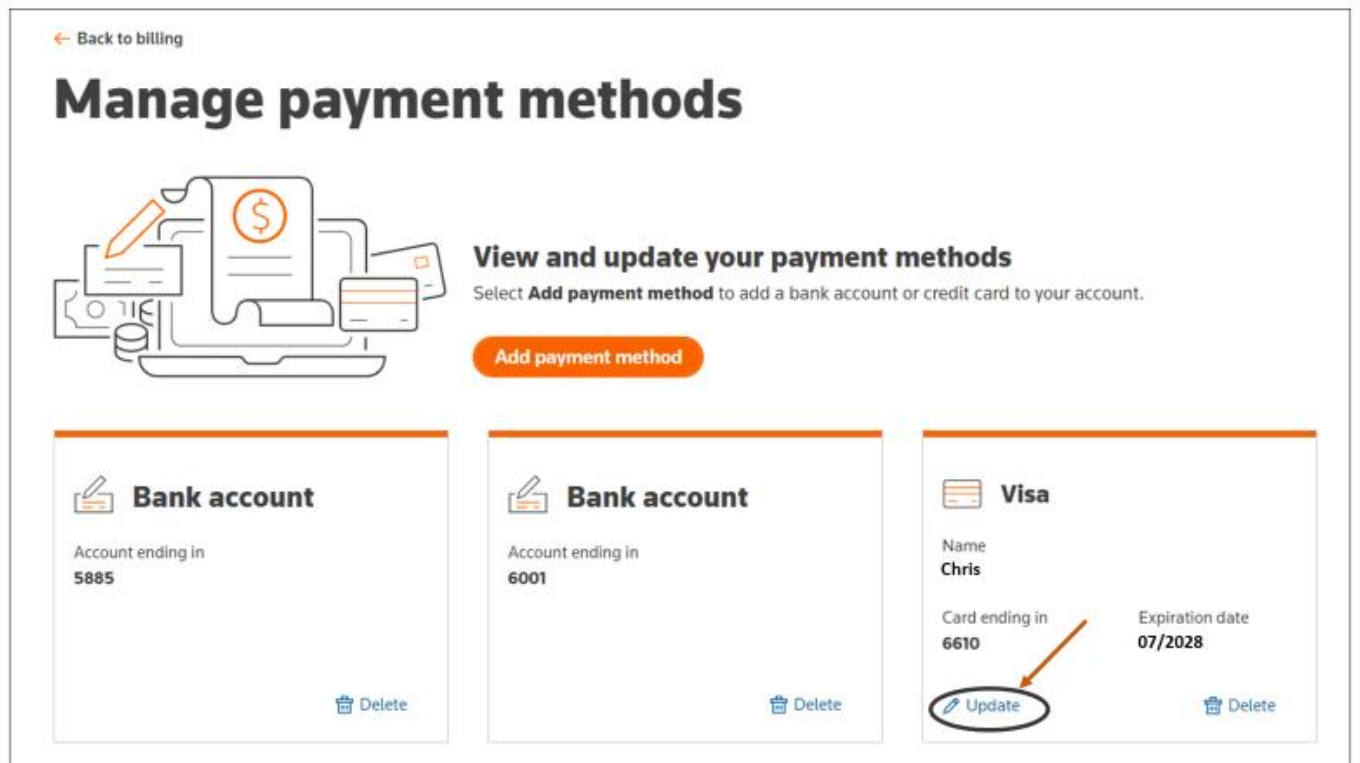 ← Back to billing
Manage payment methods
$
View and update your payment methods
Select Add payment method to add a bank account or credit card to your account.
Add payment method
Bank account
Account ending in
5885
Delete
Bank account
Account ending in
6001
Delete
Visa
Name
Chris
Card ending in Expiration date
6610 07/2028
Update Delete